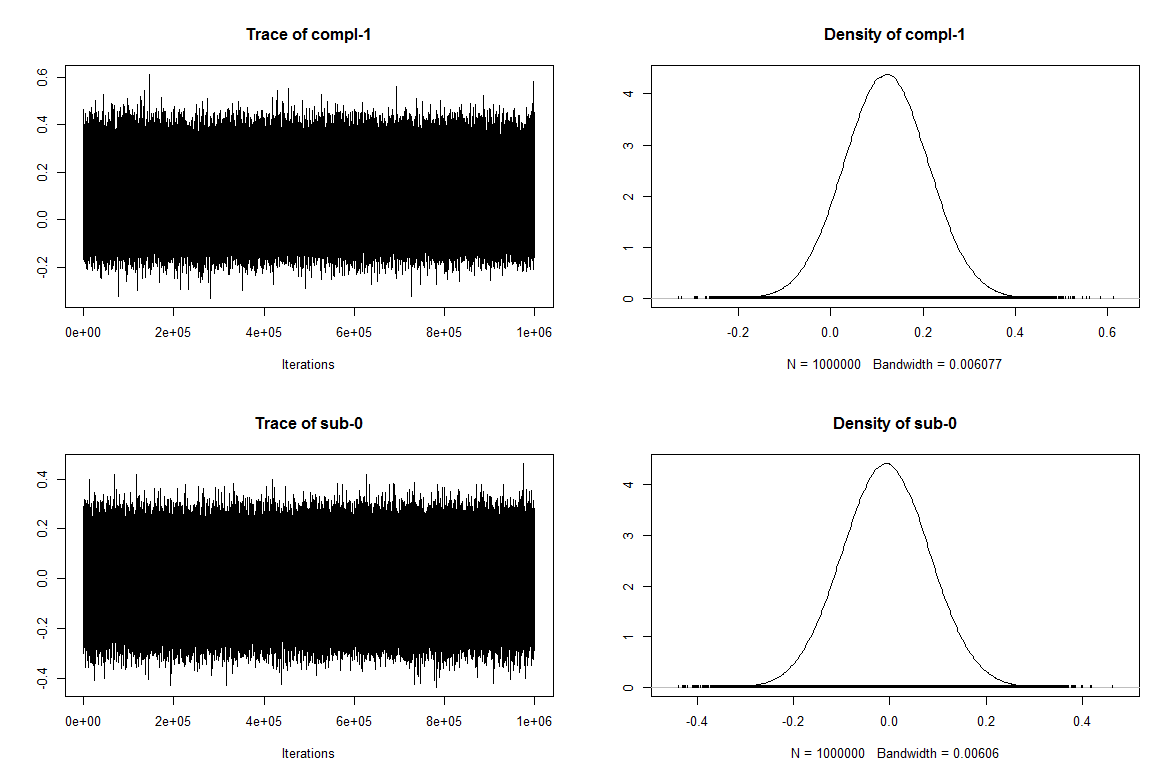 Trace of compl-1
0.6
0.4
0.2
0.0
-0.2
0e+00 2e+05 4e+05 6e+05 8e+05 1e+06
Iterations
Density of compl-1
4
3
2
1
0
-0.2 0.0 0.2 0.4 0.6
N = 1000000 Bandwidth = 0.006077
Trace of sub-0
0.4
0.2
0.0
-0.2
-0.4
0e+00 2e+05 4e+05 6e+05 8e+05 1e+06
Iterations
Density of sub-0
4
3
2
1
0
-0.4 -0.2 0.0 0.2 0.4
N = 1000000 Bandwidth = 0.00606